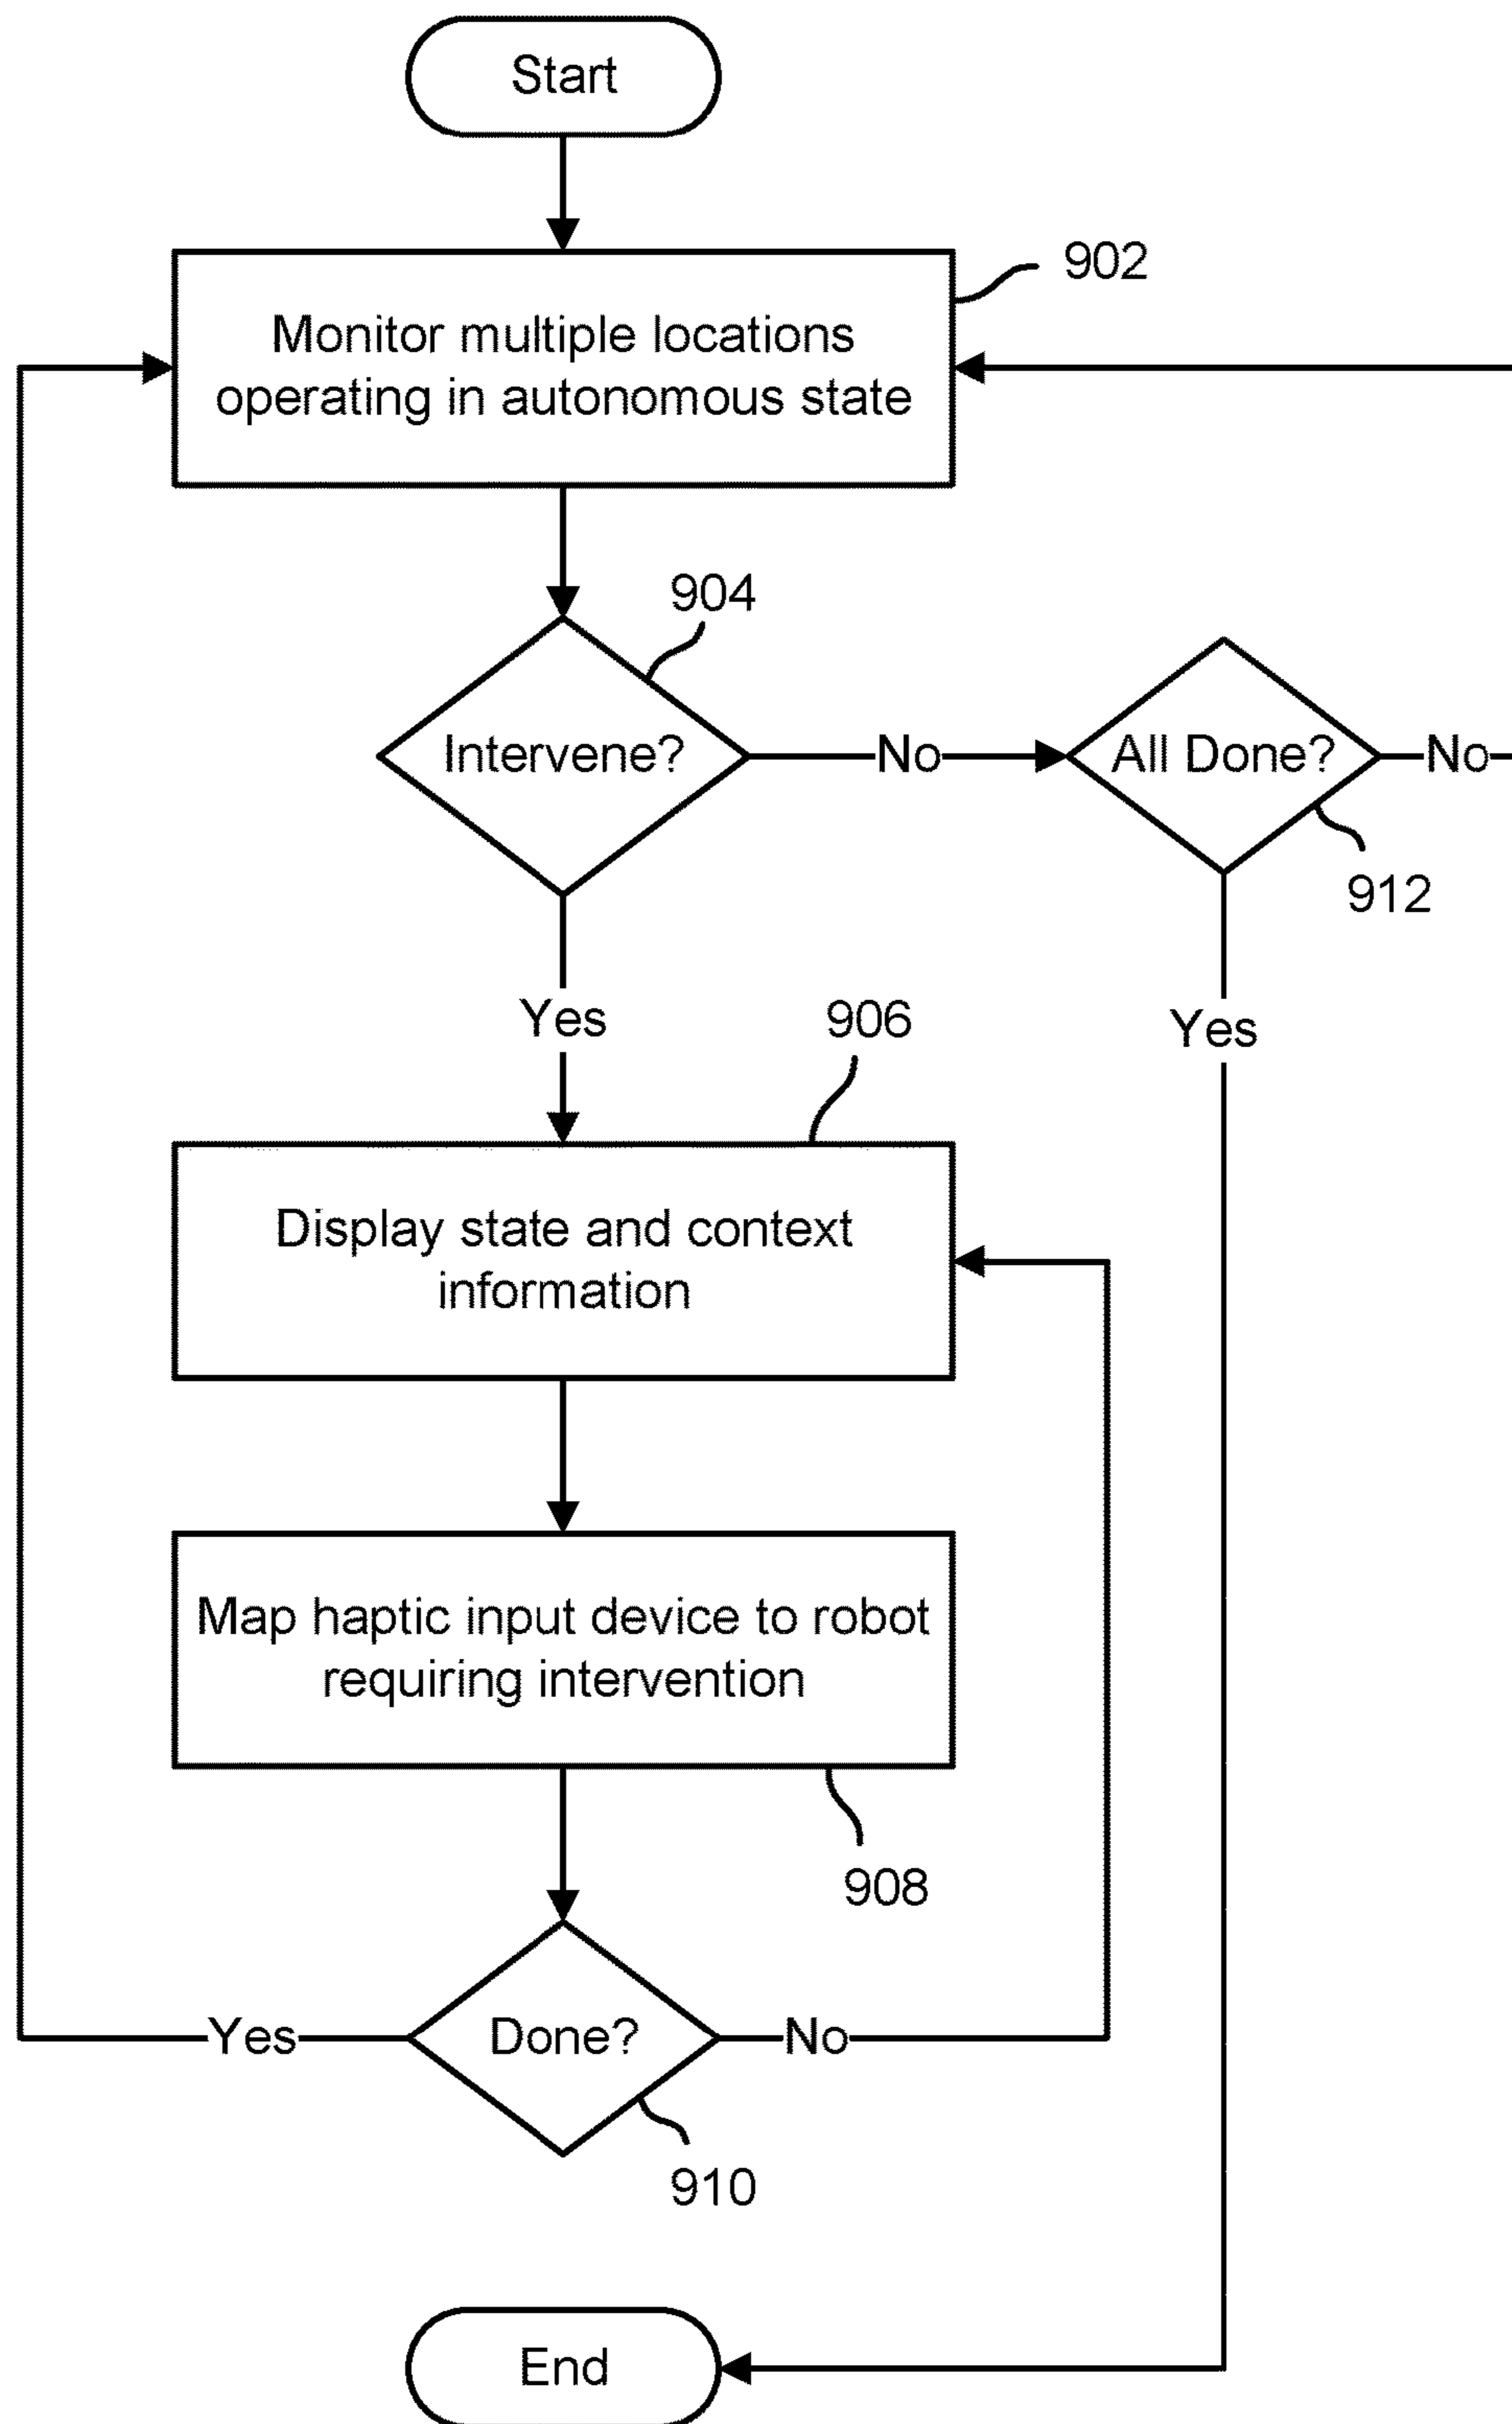 Start
902
Monitor multiple locations
operating in autonomous state
904
Intervene?
No
All Done?
No
912
Yes
906
Yes
Display state and context
information
Map haptic input device to robot
requiring intervention
908
Yes
Done?
No
910
End